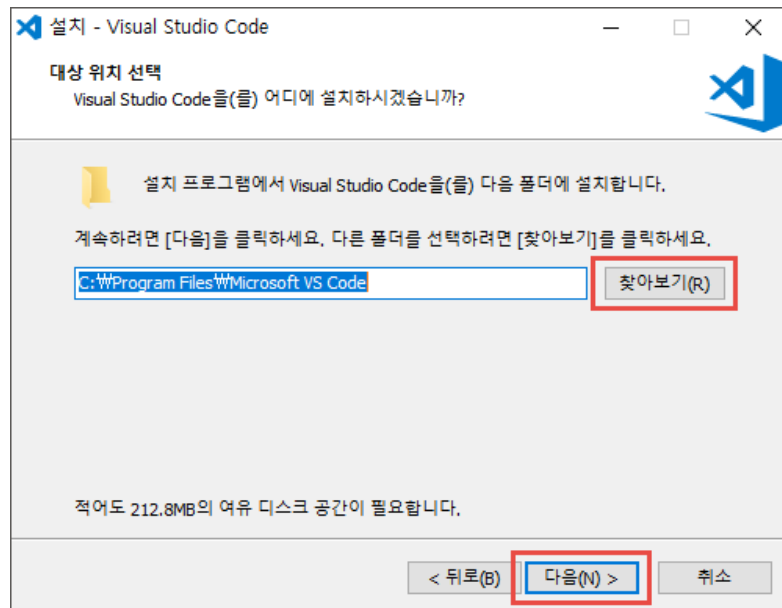 설치 - Visual Studio Code
대상 위치 선택
Visual Studio Code을(를) 어디에 설치하시겠습니까?
설치 프로그램에서 Visual Studio Code을(를) 다음 폴더에 설치합니다.
계속하려면 [다음]을 클릭하세요. 다른 폴더를 선택하려면 [찾아보기]를 클릭하세요.
C:₩Program Files₩Microsoft VS Code
찾아보기(R)
적어도 212.8MB의 여유 디스크 공간이 필요합니다.
< 뒤로(B) 다음(N) > 취소